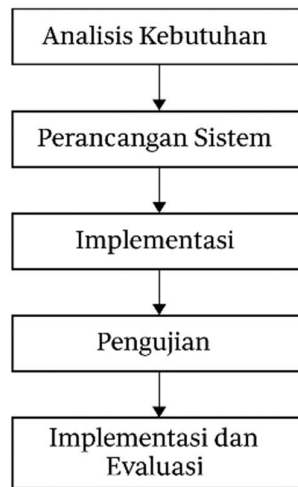 Analisis Kebutuhan
Perancangan Sistem
Implementasi
Pengujian
Implementasi dan
Evaluasi